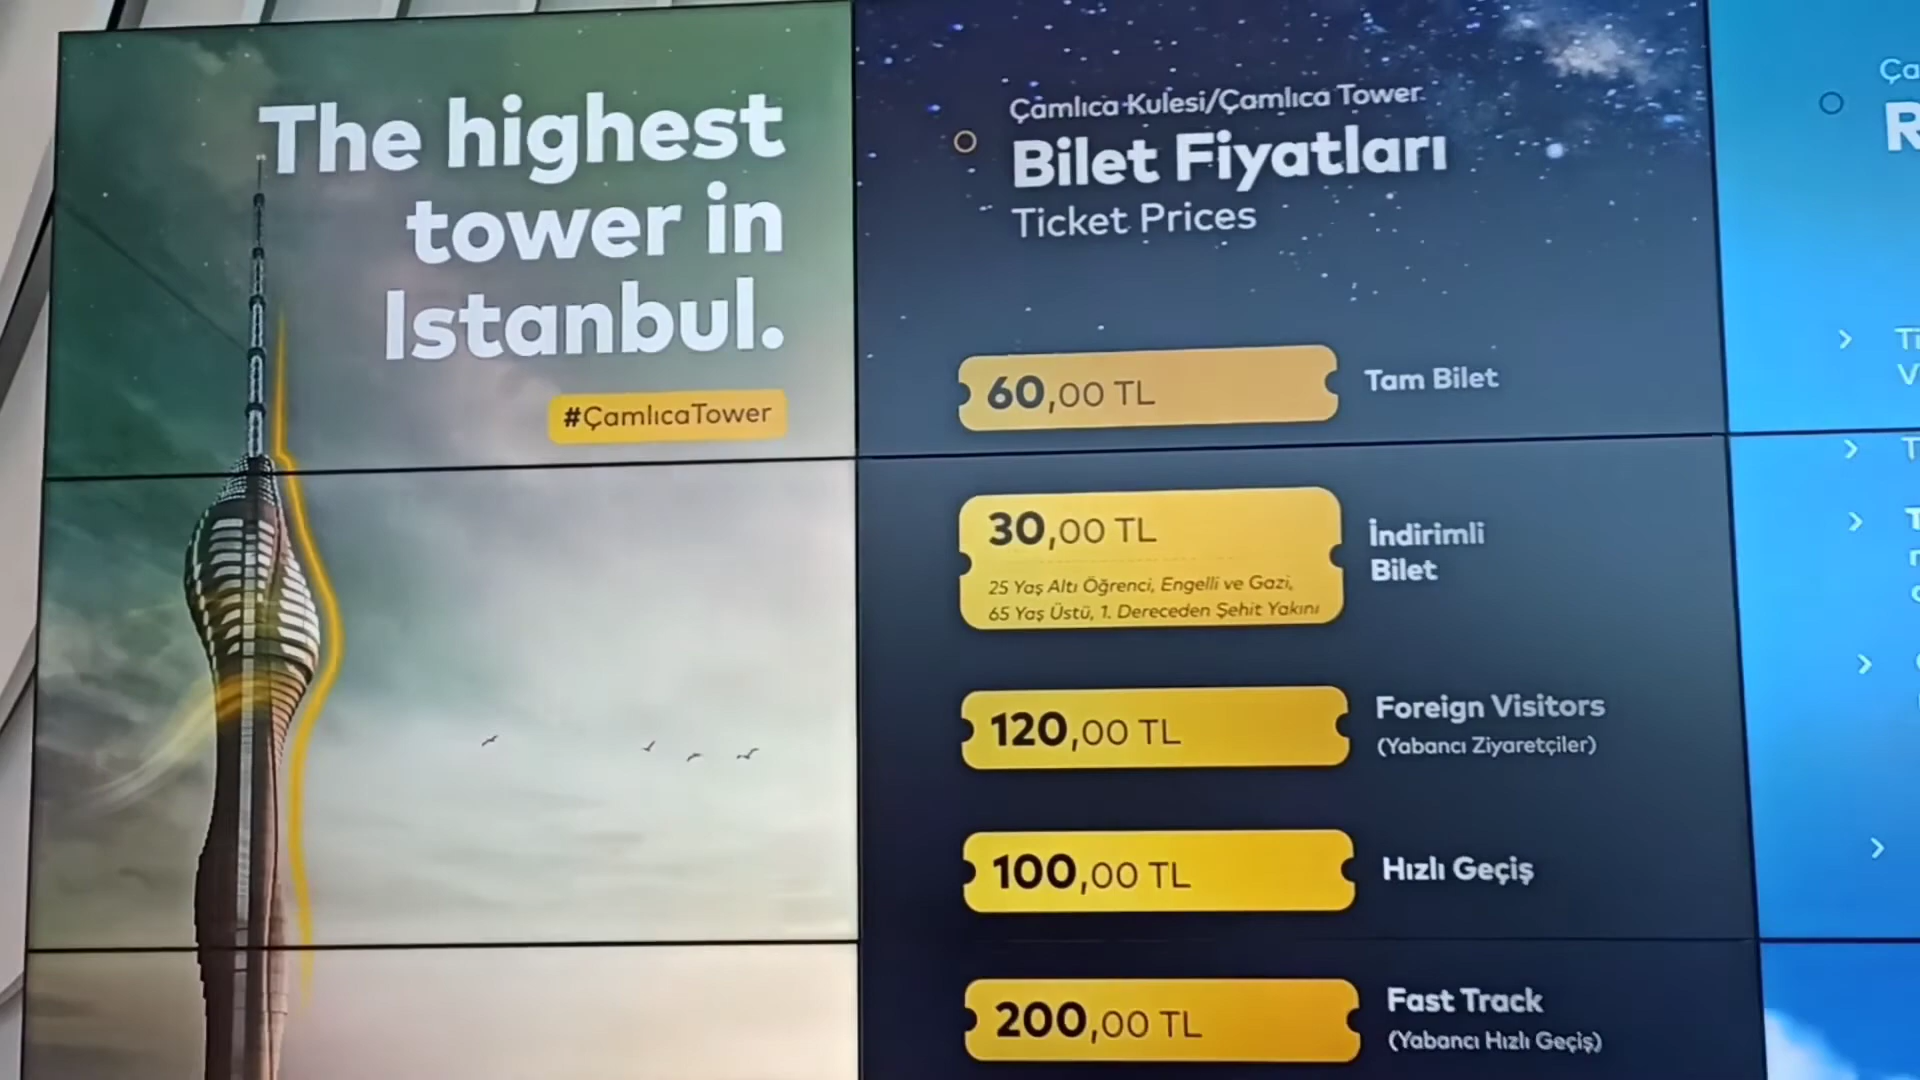 The highest
tower in
Istanbul.
#ÇamlıcaTower
Çamlıca Kulesi/Çamlıca Tower
Bilet Fiyatları
Ticket Prices
60,00 TL
Tam Bilet
30,00 TL
25 Yaş Altı Öğrenci, Engelli ve Gazi,
65 Yaş Üstü, 1. Dereceden Şehit Yakını
İndirimli
Bilet
120,00 TL
Foreign Visitors
(Yabancı Ziyaretçiler)
100,00 TL
Hızlı Geçiş
200,00 TL
Fast Track
(Yabancı Hızlı Geçiş)